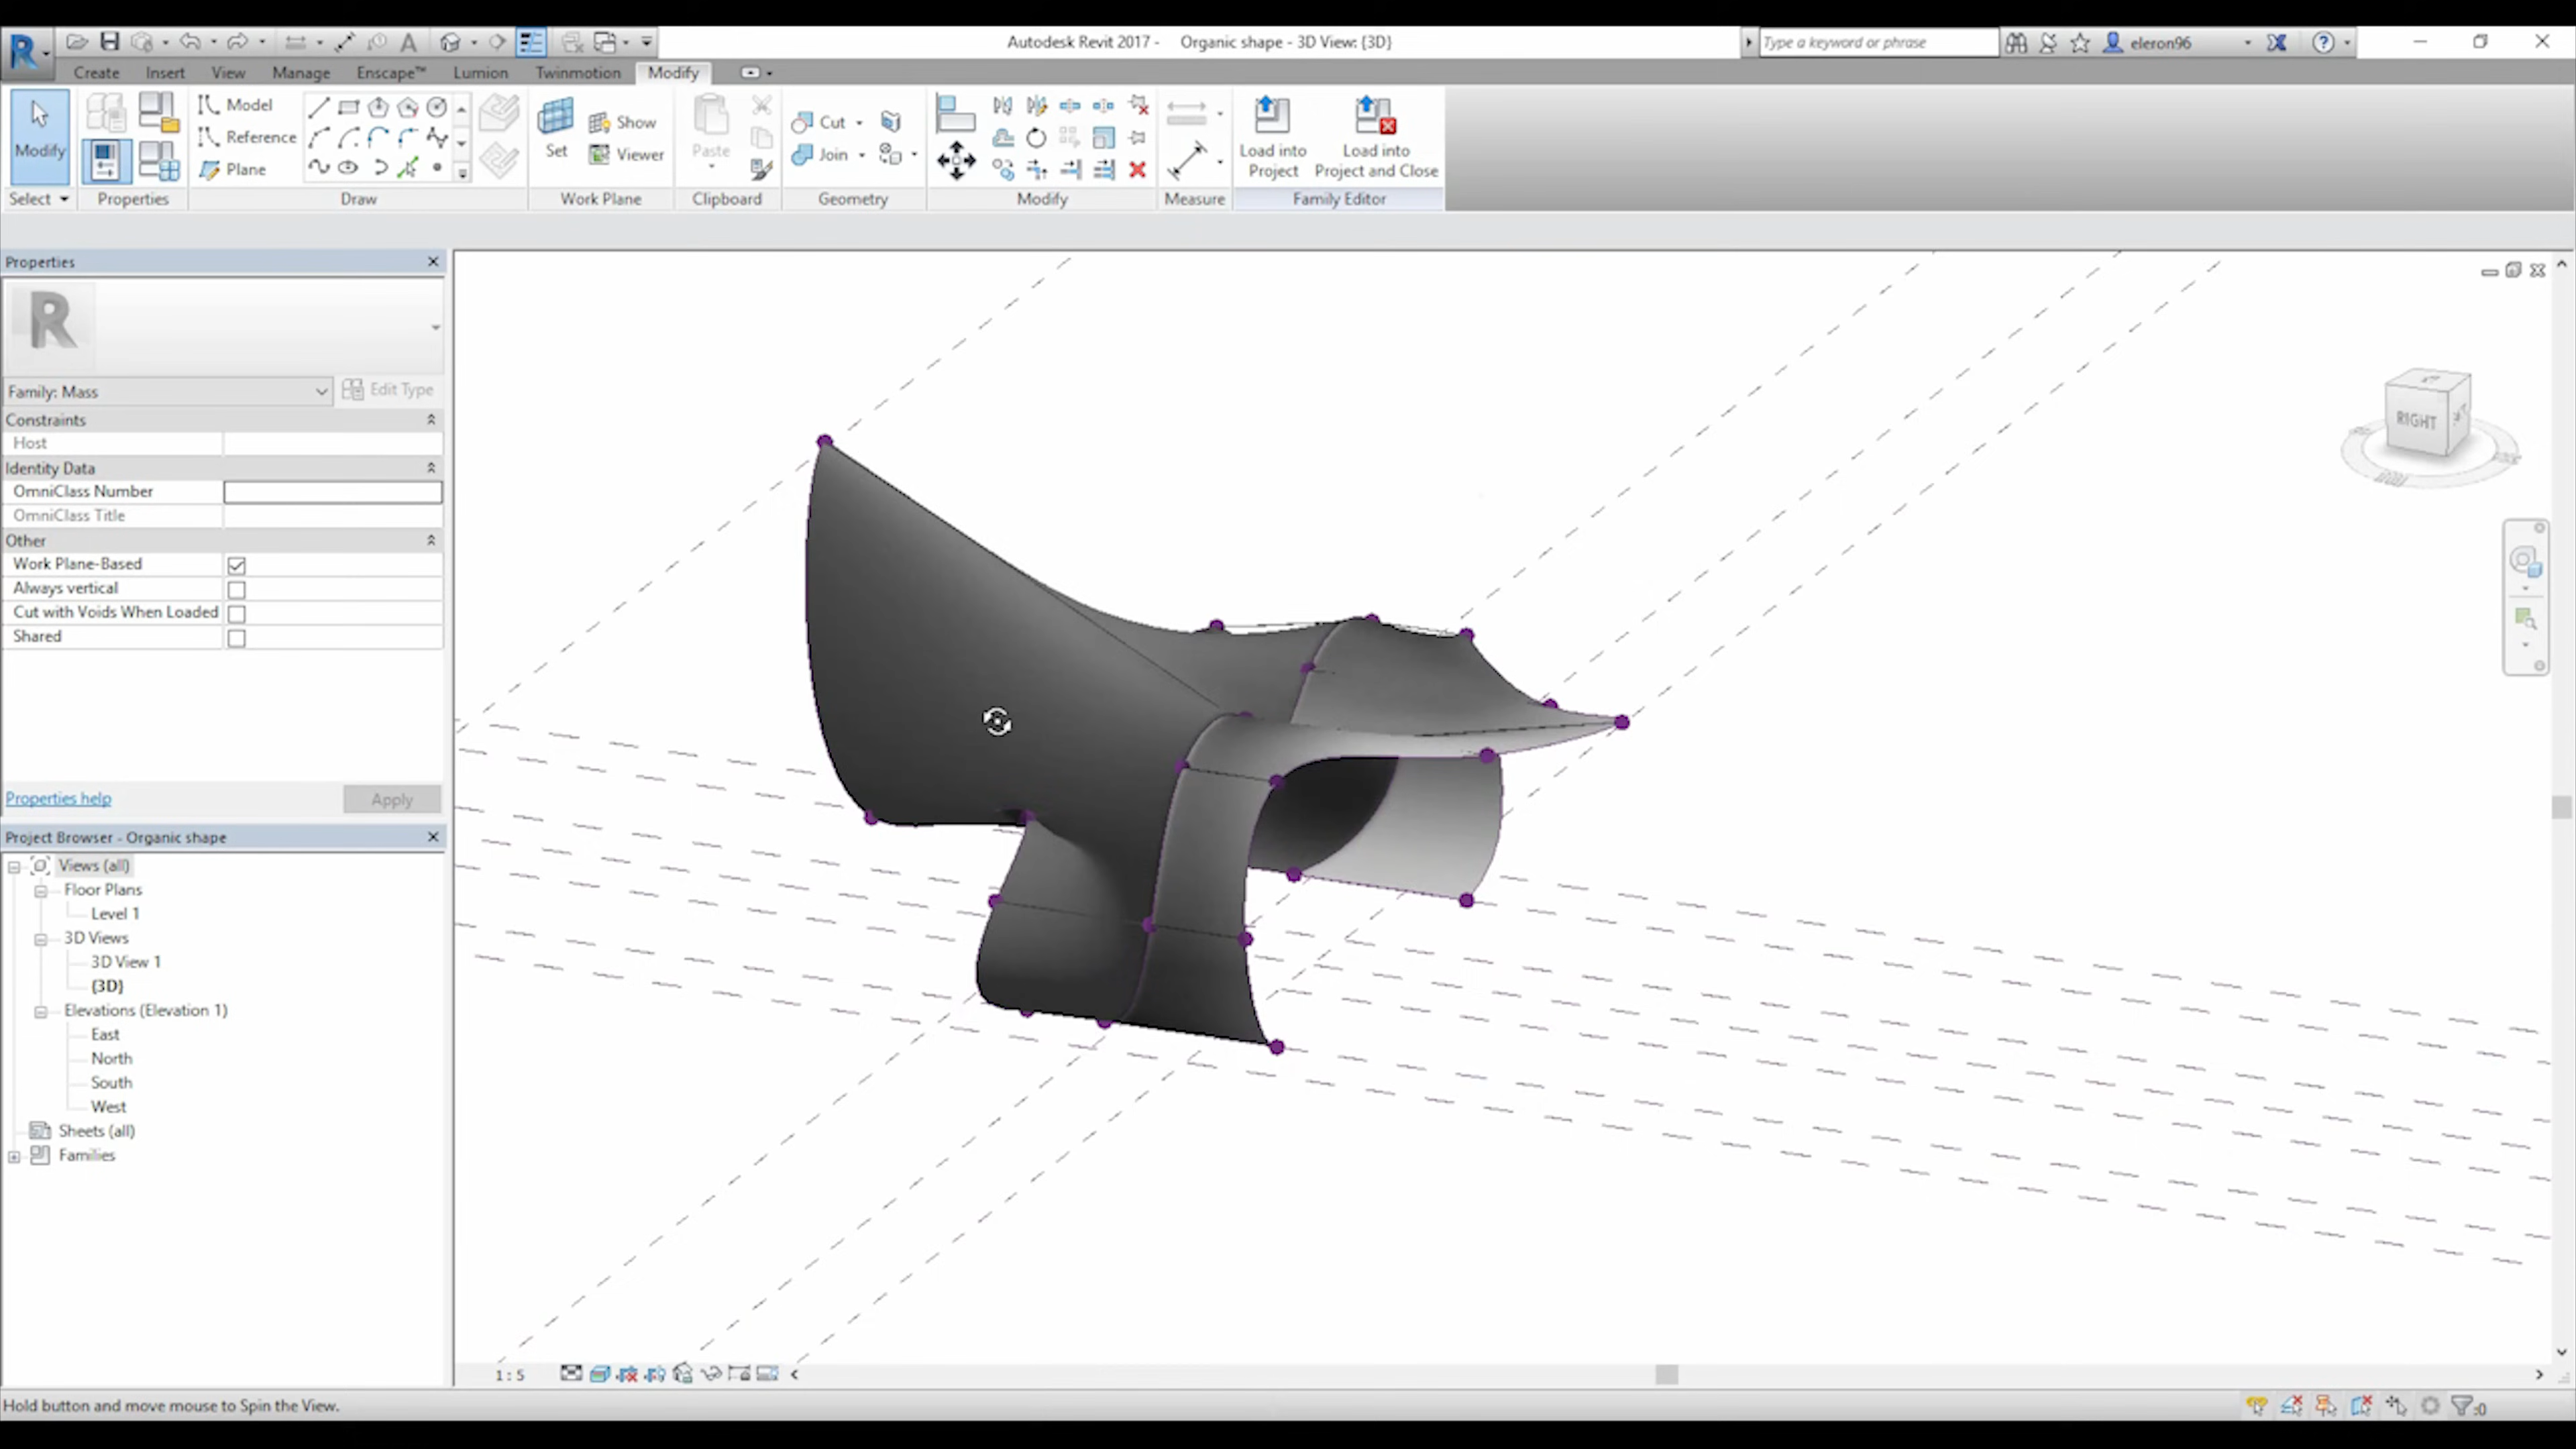 Autodesk Revit 2017 - Organic shape - 3D View: {3D}
Type a keyword or phrase
eleron96
Create Insert View Manage Enscape™ Lumion Twinmotion Modify
Modify
Model
Reference
Plane
Set
Show
Viewer
Paste
Cut
Join
Load into Project
Load into Project and Close
Select Properties Draw Work Plane Clipboard Geometry Modify Measure Family Editor
Properties
R
Family: Mass
Edit Type
Constraints
Host
Identity Data
OmniClass Number
OmniClass Title
Other
Work Plane-Based
Always vertical
Cut with Voids When Loaded
Shared
Properties help
Apply
Project Browser - Organic shape
Views (all)
Floor Plans
Level 1
3D Views
3D View 1
{3D}
Elevations (Elevation 1)
East
North
South
West
Sheets (all)
Families
RIGHT
1 : 5
Hold button and move mouse to Spin the View.
:0